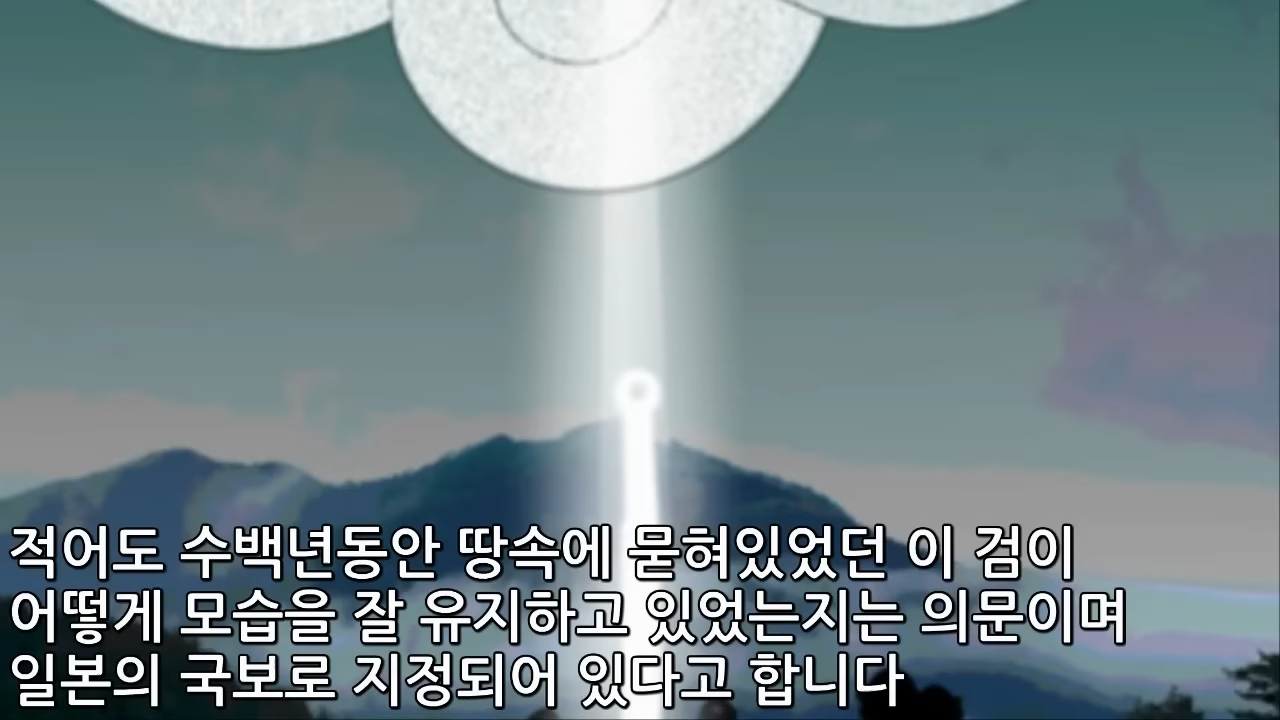 적어도 수백년동안 땅속에 묻혀있었던 이 검이
어떻게 모습을 잘 유지하고 있었는지는 의문이며
일본의 국보로 지정되어 있다고 합니다